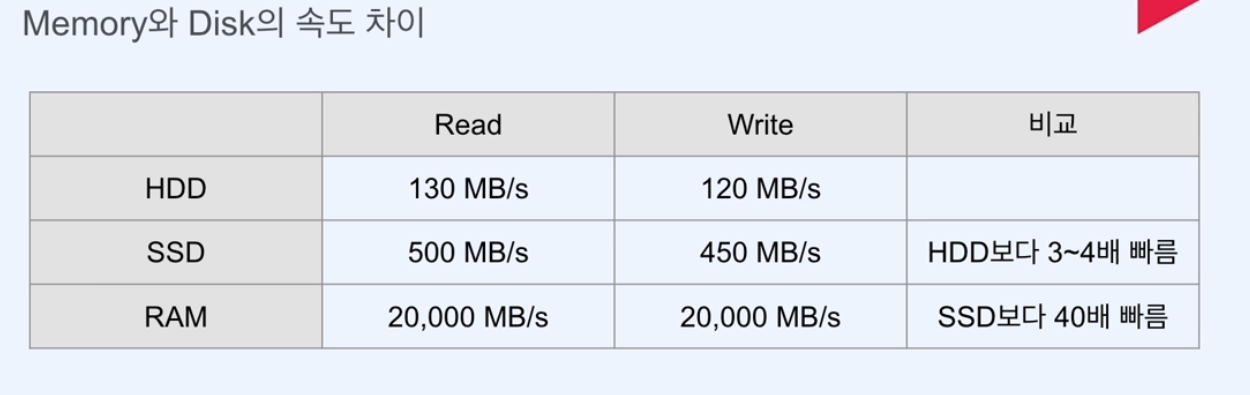 Memory와 Disk의 속도 차이
Read Write 비교
HDD 130 MB/s 120 MB/s
SSD 500 MB/s 450 MB/s HDD보다 3~4배 빠름
RAM 20,000 MB/s 20,000 MB/s SSD보다 40배 빠름